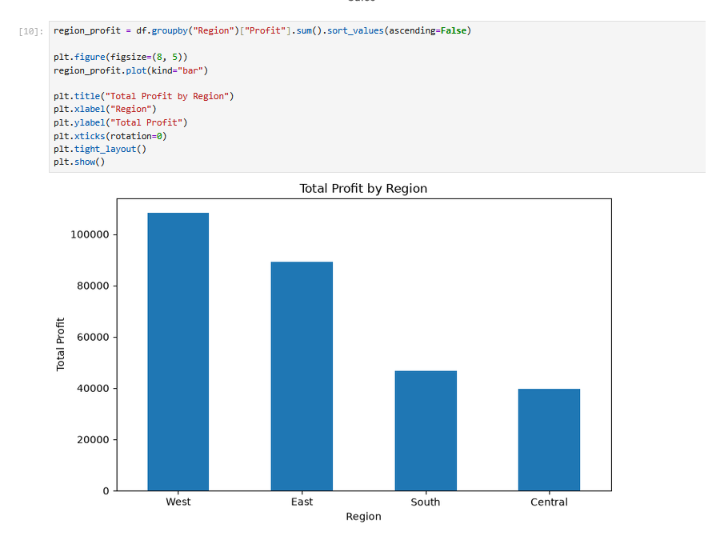 [10]: region_profit = df.groupby("Region")["Profit"].sum().sort_values(ascending=False)
plt.figure(figsize=(8, 5))
region_profit.plot(kind="bar")
plt.title("Total Profit by Region")
plt.xlabel("Region")
plt.ylabel("Total Profit")
plt.xticks(rotation=0)
plt.tight_layout()
plt.show()
Total Profit by Region
100000
80000
60000
40000
20000
0
Total Profit
West East South Central
Region